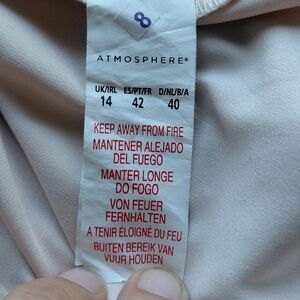 8
ATMOSPHERE®
UK/IRL ES/PT/FR D/NL/B/A
14 42 40
KEEP AWAY FROM FIRE
MANTENER ALEJADO
DEL FUEGO
MANTER LONGE
DO FOGO
VON FEUER
FERNHALTEN
A TENIR ÉLOIGNÉ DU FEU
BUITEN BEREIK VAN
VUUR HOUDEN